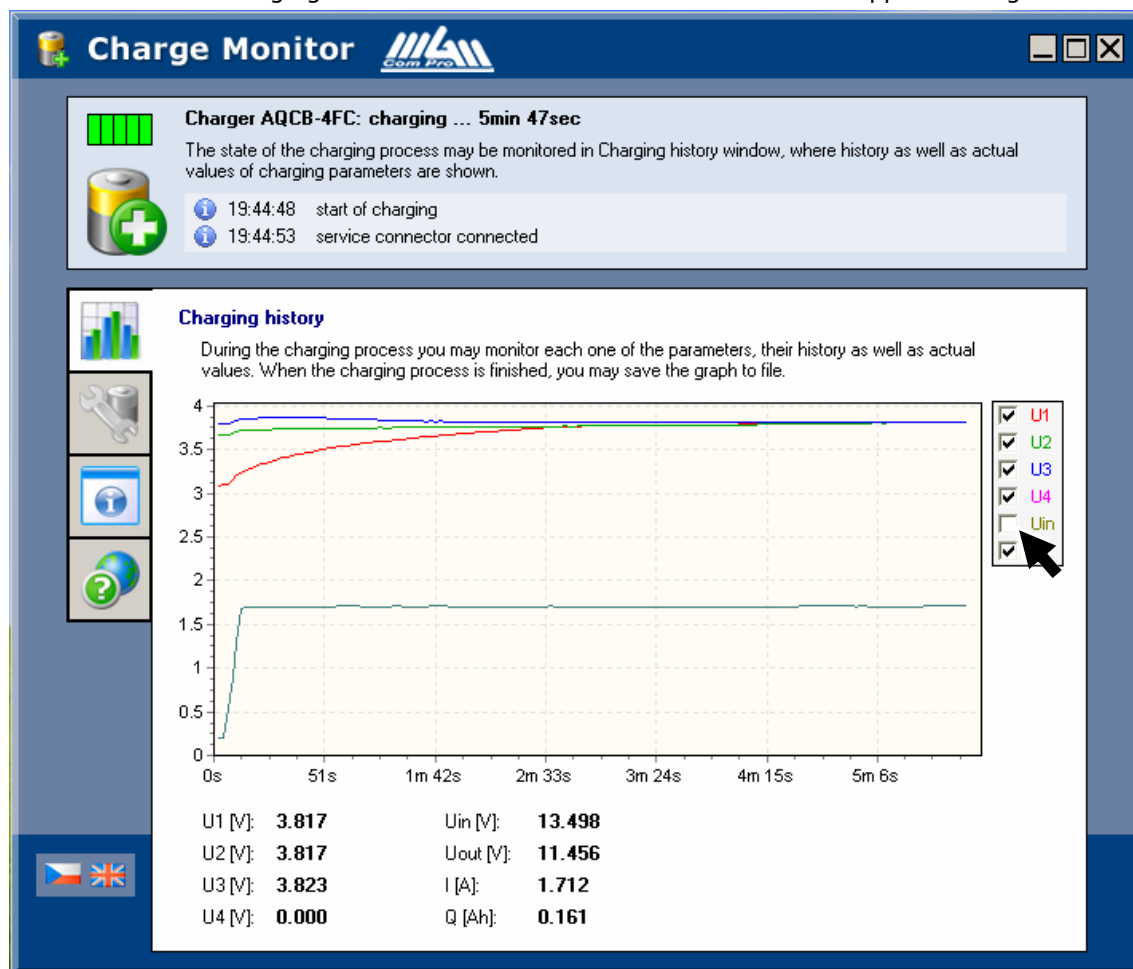 Charge Monitor
Com Pro
Charger AQCB-4FC: charging ... 5min 47sec
The state of the charging process may be monitored in Charging history window, where history as well as actual
values of charging parameters are shown.
19:44:48 start of charging
19:44:53 service connector connected
Charging history
During the charging process you may monitor each one of the parameters, their history as well as actual
values. When the charging process is finished, you may save the graph to file.
4
3.5
3
2.5
2
1.5
1
0.5
0
0s 51s 1m 42s 2m 33s 3m 24s 4m 15s 5m 6s
U1
U2
U3
U4
Uin
U1 [V]: 3.817 Uin [V]: 13.498
U2 [V]: 3.817 Uout [V]: 11.456
U3 [V]: 3.823 I [A]: 1.712
U4 [V]: 0.000 Q [Ah]: 0.161